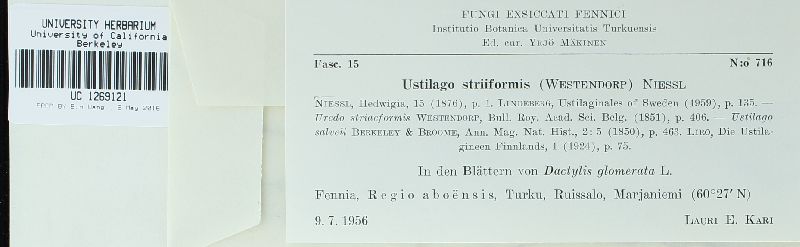 UNIVERSITY HERBARIUM
University of California
Berkeley
UC 1269121
2 May 2016
FUNGI EXSICCATI FENNICI
Institutio Botanica Universitatis Turkuensis
Ed. cur. YRJÖ MÄKINEN
Fasc. 15 N:o 716
Ustilago striiformis (WESTENDORP) NIESSL
NIESSL, Hedwigia, 15 (1876), p. 1. LINDEBERG, Ustilaginales of Sweden (1959), p. 135. —
Uredo striaeformis WESTENDORP, Bull. Roy. Acad. Sci. Belg. (1851), p. 406. — Ustilago
salveii BERKELEY & BROOME, Ann. Mag. Nat. Hist., 2: 5 (1850), p. 463. LIRO, Die Ustila-
gineen Finnlands, 1 (1924), p. 75.
In den Blättern von Dactylis glomerata L.
Fennia, Regio aboënsis, Turku, Ruissalo, Marjaniemi (60°27′ N)
9. 7. 1956 LAURI E. KARI